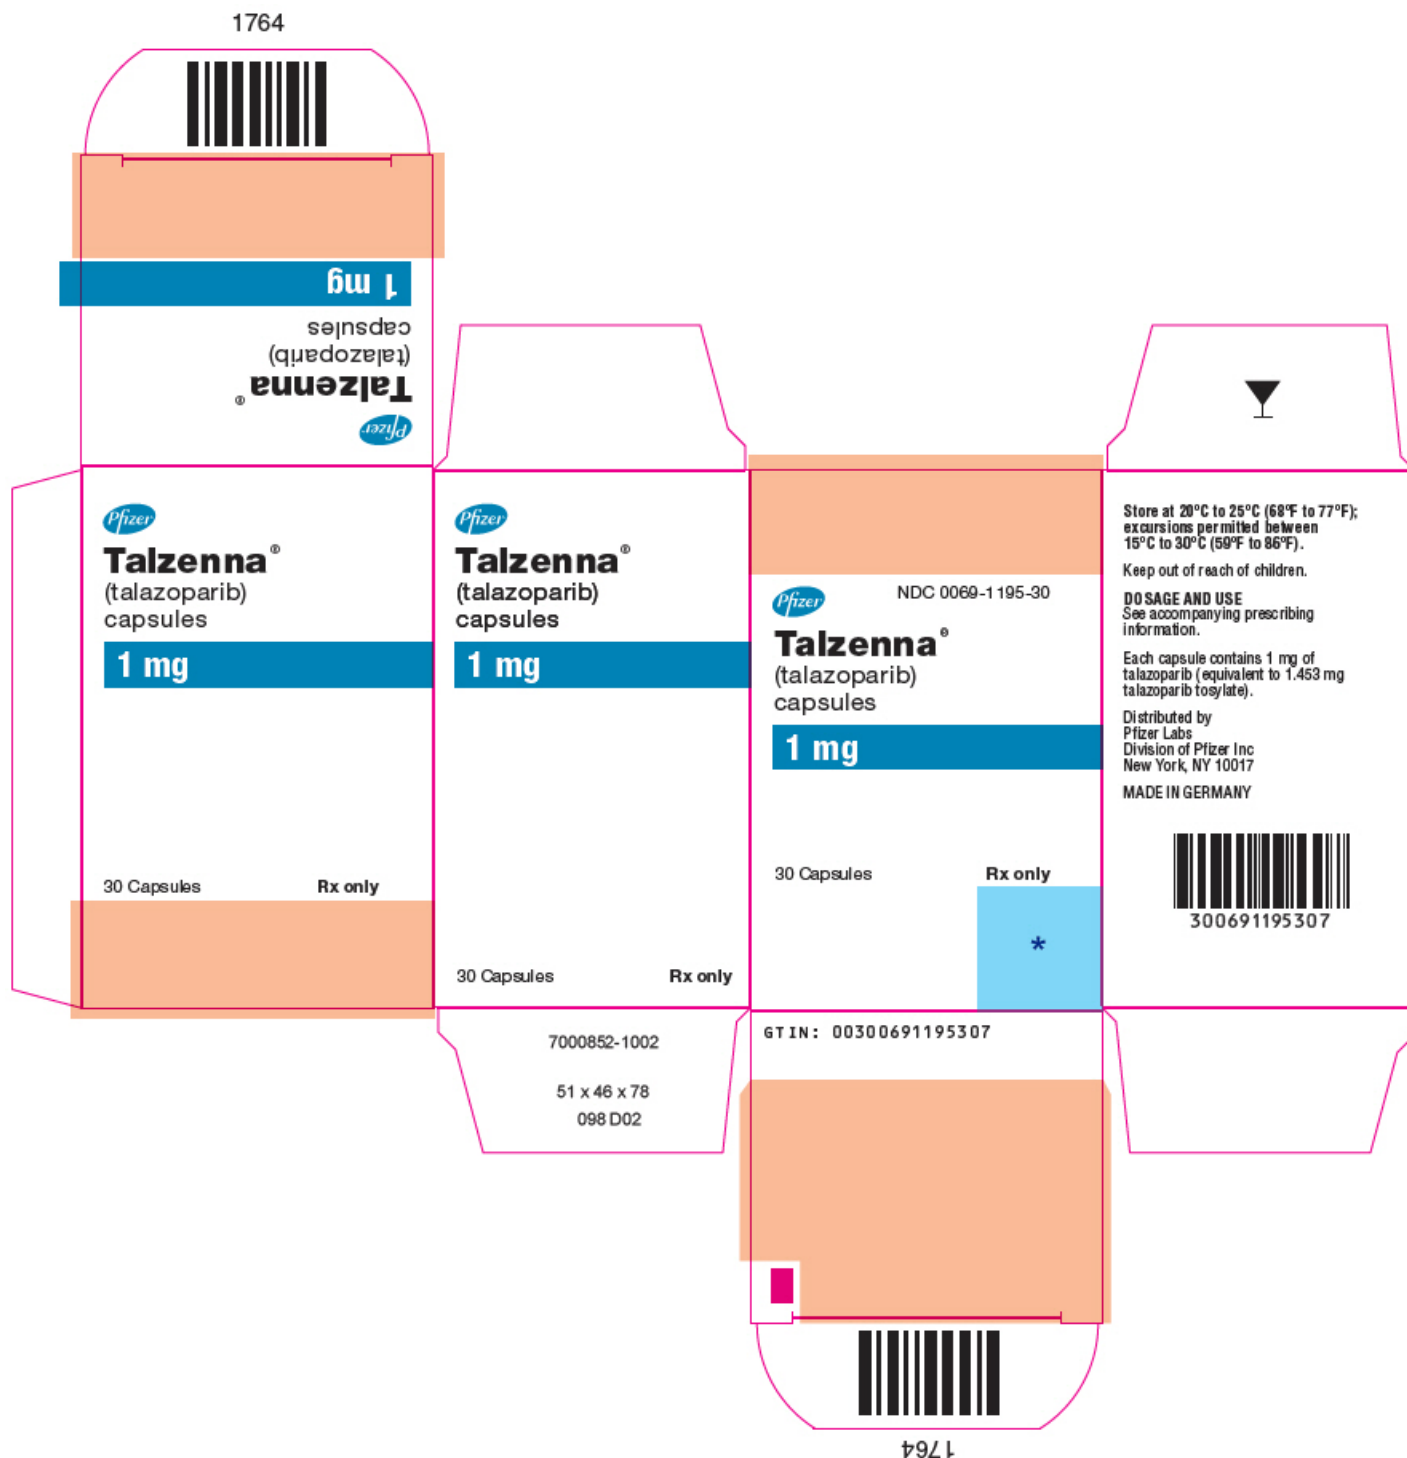 1764
1 mg
capsules
(talazoparib)
Talzenna®
Pfizer
Pfizer
Talzenna®
(talazoparib)
capsules
1 mg
30 Capsules Rx only
Pfizer
Talzenna®
(talazoparib)
capsules
1 mg
30 Capsules Rx only
7000852-1002
51 x 46 x 78
098 D02
Pfizer
NDC 0069-1195-30
Talzenna®
(talazoparib)
capsules
1 mg
30 Capsules Rx only
*
GTIN: 00300691195307
1764
Store at 20°C to 25°C (68°F to 77°F);
excursions permitted between
15°C to 30°C (59°F to 86°F).
Keep out of reach of children.
DOSAGE AND USE
See accompanying prescribing
information.
Each capsule contains 1 mg of
talazoparib (equivalent to 1.453 mg
talazoparib tosylate).
Distributed by
Pfizer Labs
Division of Pfizer Inc
New York, NY 10017
MADE IN GERMANY
300691195307